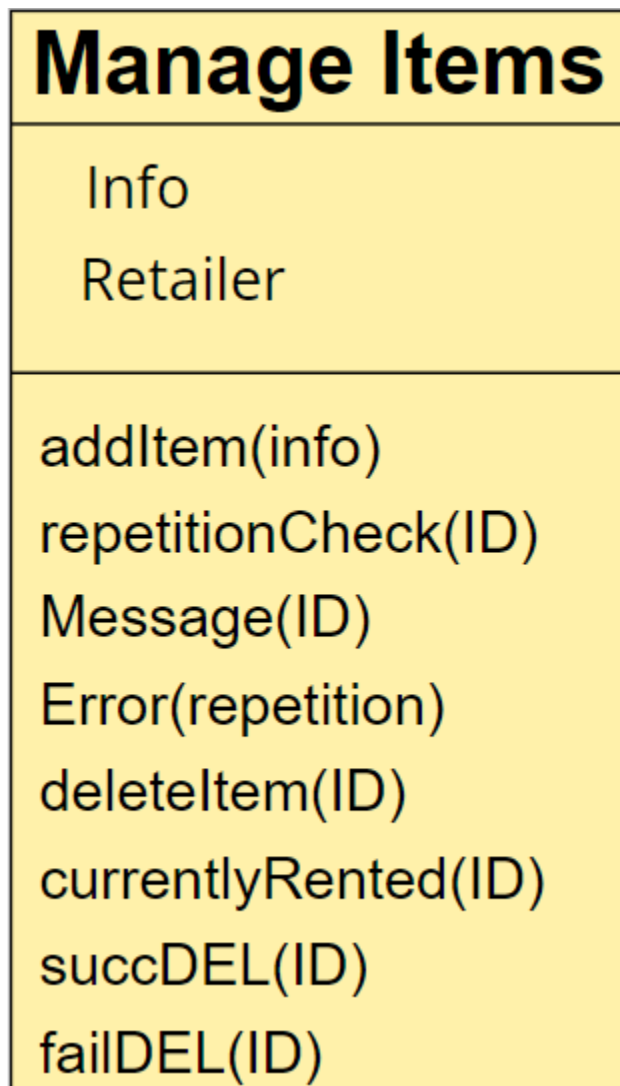 Manage Items
Info
Retailer
addItem(info)
repetitionCheck(ID)
Message(ID)
Error(repetition)
deleteItem(ID)
currentlyRented(ID)
succDEL(ID)
failDEL(ID)